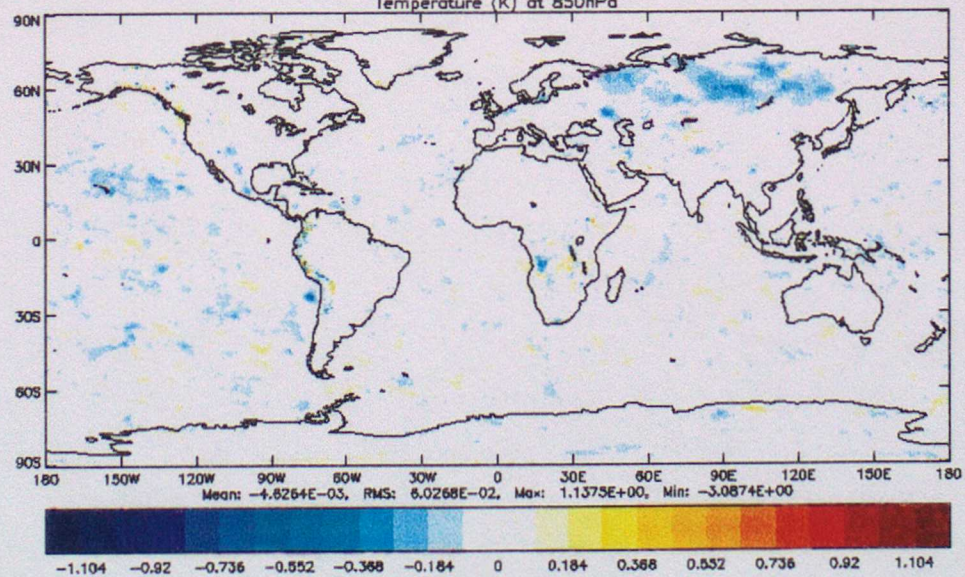 Temperature (K) at 850hPa
90N
60N
30N
0
30S
60S
90S
180 150W 120W 90W 60W 30W 0 30E 60E 90E 120E 150E 180
Mean: -4.6264E-03, RMS: 6.0268E-02, Max: 1.1375E+00, Min: -3.0874E+00
-1.104 -0.92 -0.736 -0.552 -0.368 -0.184 0 0.184 0.368 0.552 0.736 0.92 1.104